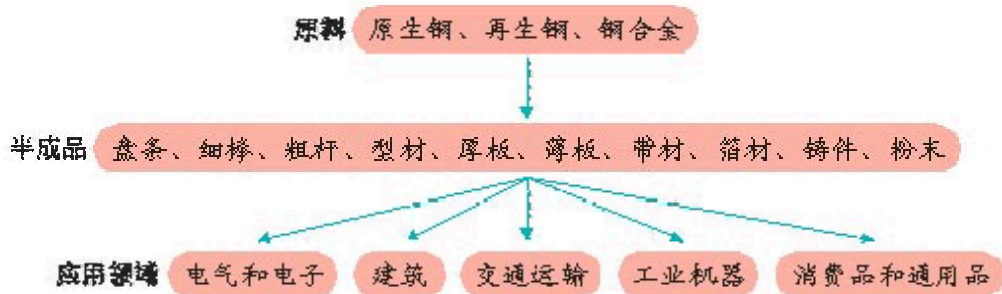 原料 原生铜、再生铜、铜合金
半成品 盘条、细棒、粗杆、型材、厚板、薄板、带材、箔材、铸件、粉末
应用领域 电气和电子 建筑 交通运输 工业机器 消费品和通用品